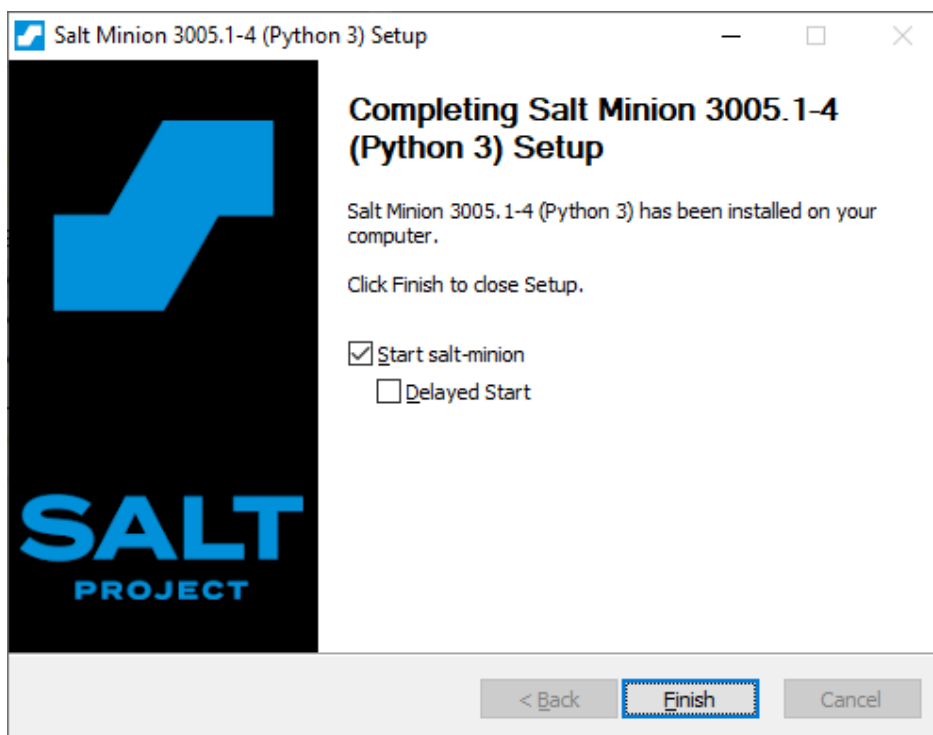 Salt Minion 3005.1-4 (Python 3) Setup
Completing Salt Minion 3005.1-4
(Python 3) Setup
Salt Minion 3005.1-4 (Python 3) has been installed on your
computer.
Click Finish to close Setup.
Start salt-minion
Delayed Start
SALT
PROJECT
< Back
Finish
Cancel